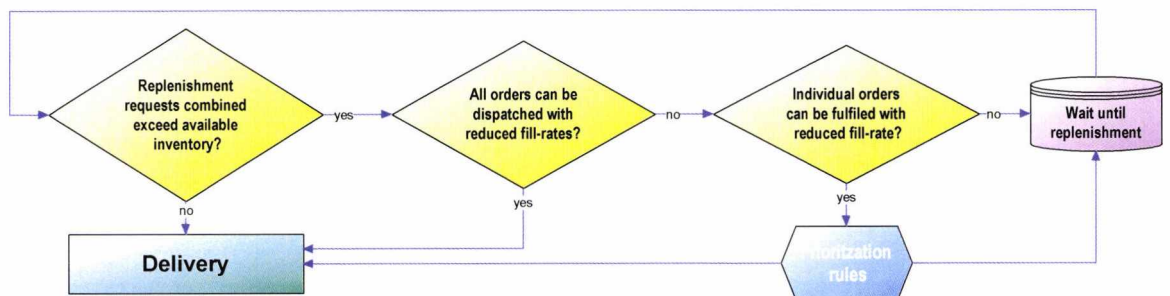 Replenishment
requests combined
exceed available
inventory?
yes
All orders can be
dispatched with
reduced fill-rates?
no
Individual orders
can be fulfiled with
reduced fill-rate?
no
Wait until
replenishment
no
yes
yes
Delivery
rules